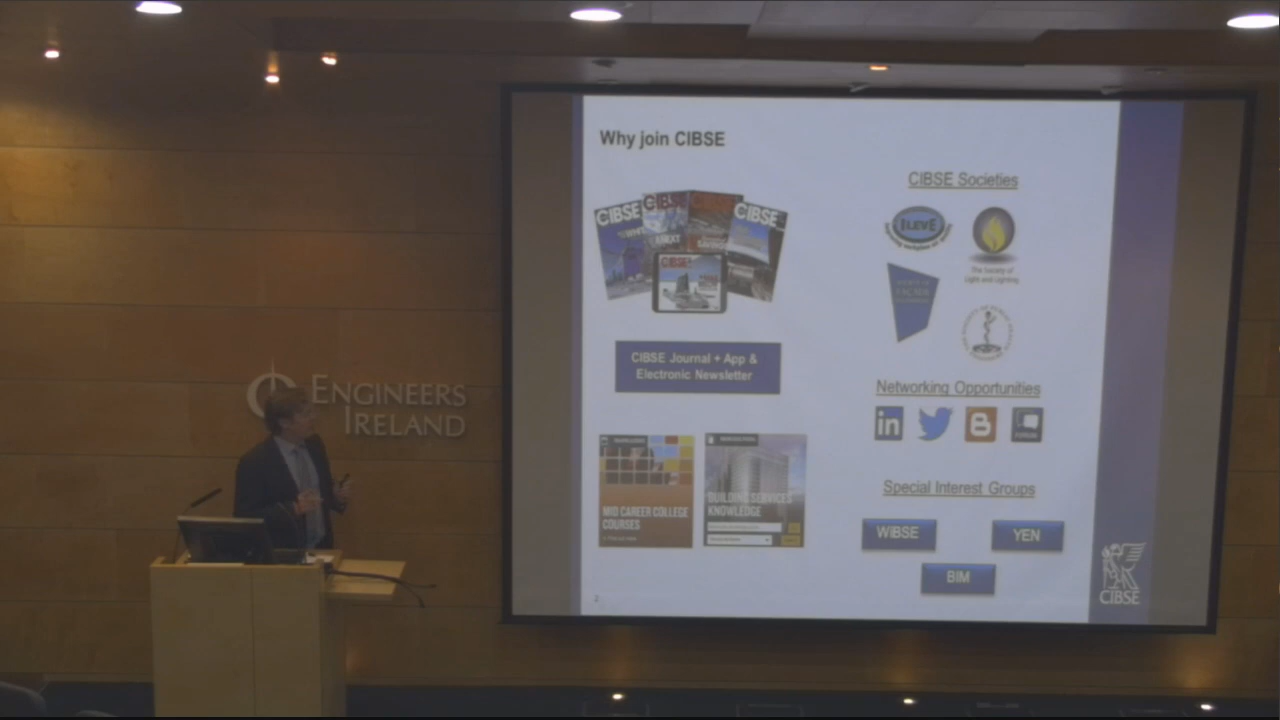 Why join CIBSE
CIBSE
CIBSE
CIBSE Journal + App &
Electronic Newsletter
MID CAREER COLLEGE
COURSES
BUILDING SERVICES
KNOWLEDGE
CIBSE Societies
The Society of
Light and Lighting
Networking Opportunities
in
B
Special Interest Groups
WiBSE
YEN
BIM
CIBSE
2
ENGINEERS
IRELAND